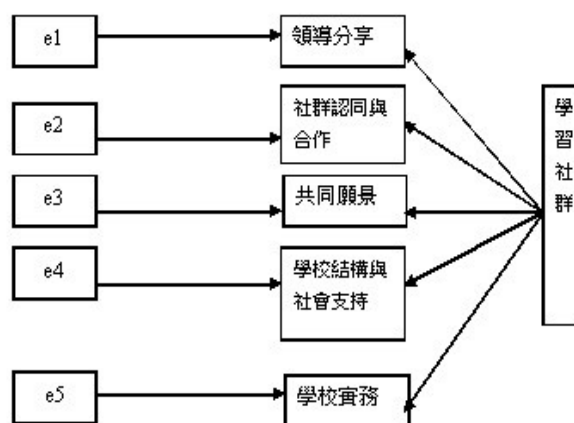 e1
領導分享
e2
社群認同與
合作
e3
共同願景
e4
學校結構與
社會支持
e5
學校實務
學
習
社
群